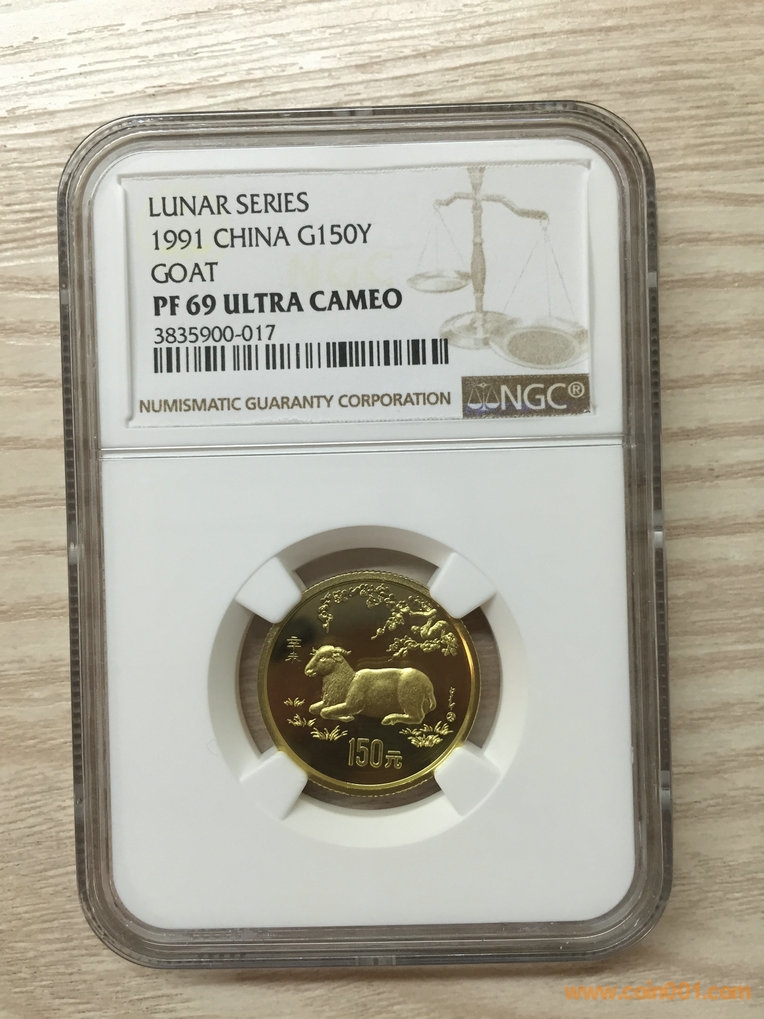 LUNAR SERIES
1991 CHINA G150Y
GOAT
PF 69 ULTRA CAMEO
3835900-017
NUMISMATIC GUARANTY CORPORATION
NGC®
辛未
150元
www.coin001.com